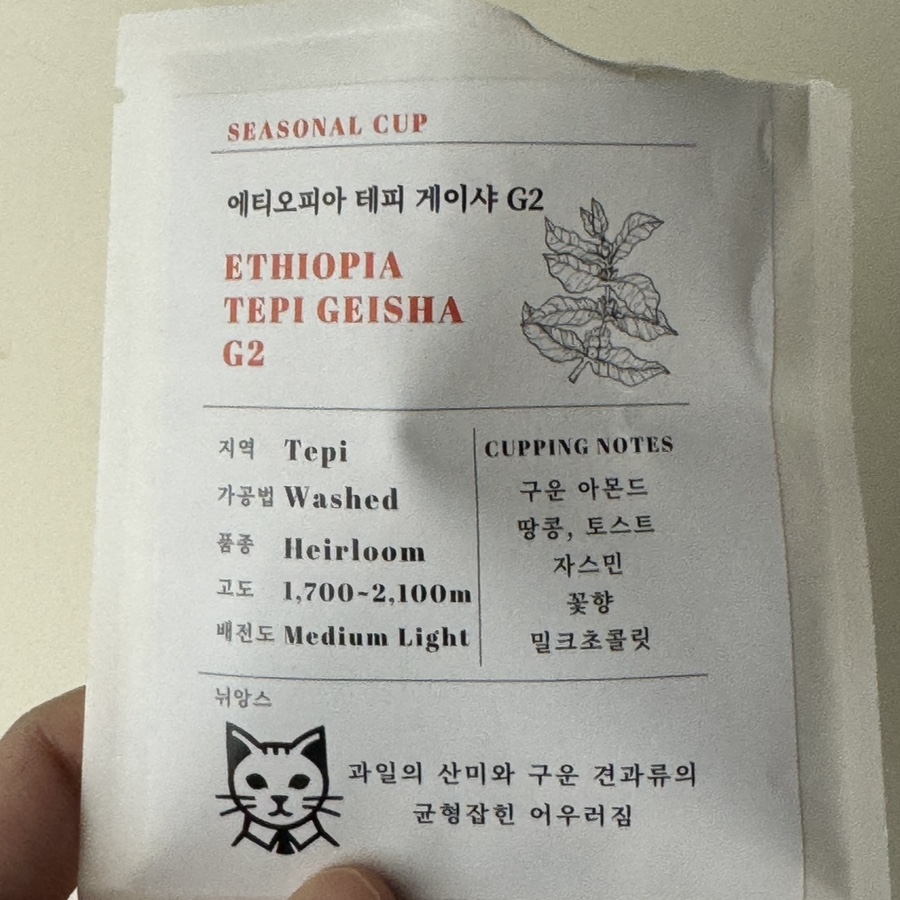 SEASONAL CUP
에티오피아 테피 게이샤 G2
ETHIOPIA
TEPI GEISHA
G2
지역 Tepi
가공법 Washed
품종 Heirloom
고도 1,700~2,100m
배전도 Medium Light
CUPPING NOTES
구운 아몬드
땅콩, 토스트
자스민
꽃향
밀크초콜릿
뉘앙스
과일의 산미와 구운 견과류의
균형잡힌 어우러짐